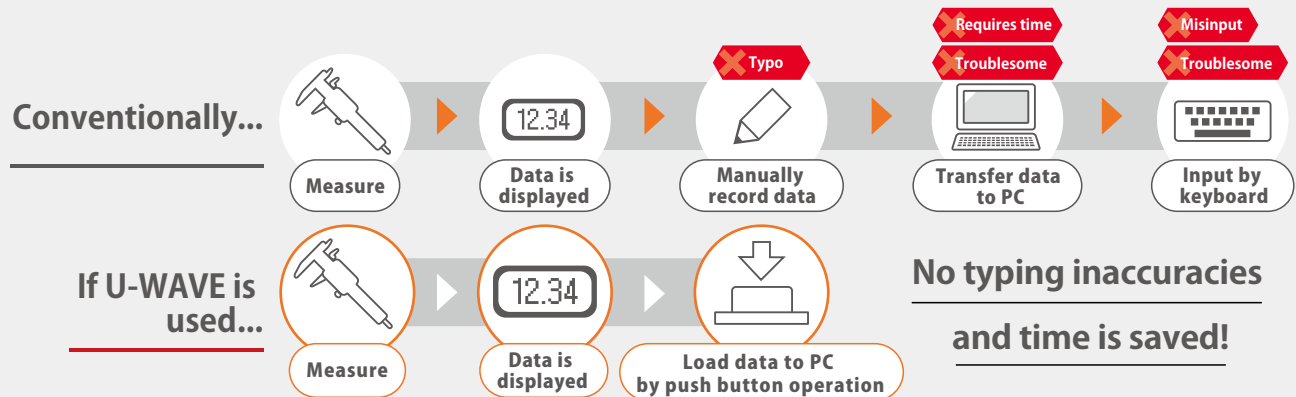 Requires time
Misinput
Typo
Troublesome
Troublesome
Conventionally...
12.34
Measure
Data is
displayed
Manually
record data
Transfer data
to PC
Input by
keyboard
If U-WAVE is
used...
12.34
Measure
Data is
displayed
Load data to PC
by push button operation
No typing inaccuracies
and time is saved!